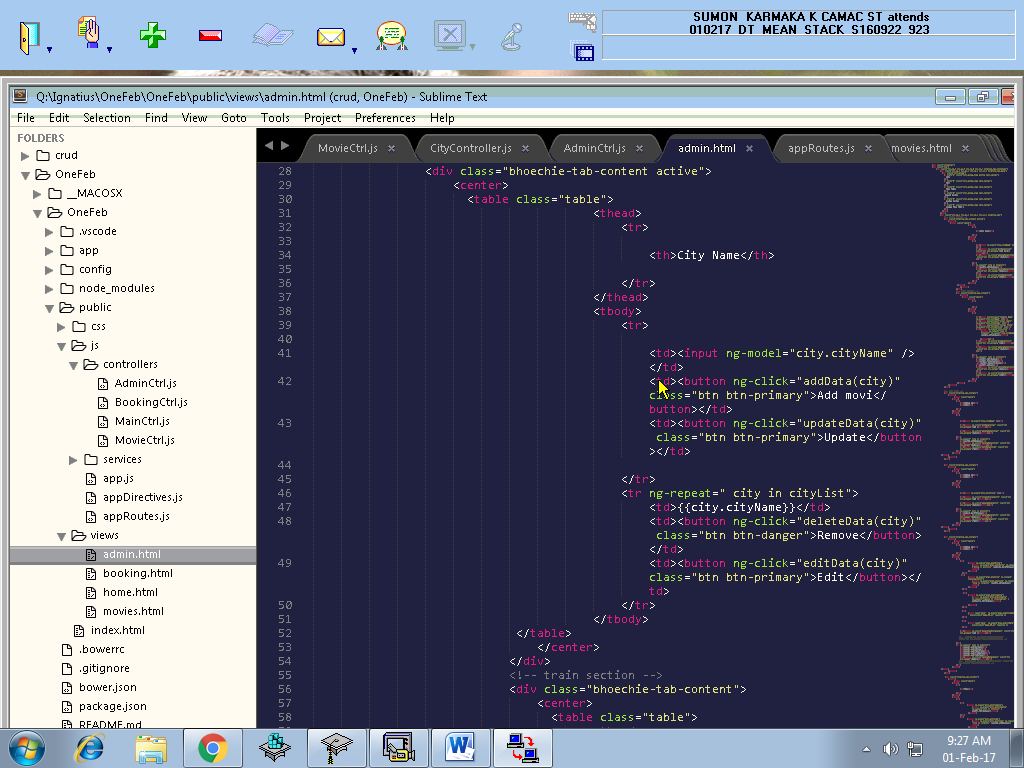 SUMON KARMAKA K CAMAC ST attends
010217 DT MEAN STACK S160922 923
Q:\Ignatius\OneFeb\OneFeb\public\views\admin.html (crud, OneFeb) - Sublime Text
File Edit Selection Find View Goto Tools Project Preferences Help
FOLDERS
crud
OneFeb
__MACOSX
OneFeb
.vscode
app
config
node_modules
public
css
js
controllers
AdminCtrl.js
BookingCtrl.js
MainCtrl.js
MovieCtrl.js
services
app.js
appDirectives.js
appRoutes.js
views
admin.html
booking.html
home.html
movies.html
index.html
.bowerrc
.gitignore
bower.json
package.json
README.md
MovieCtrl.js × CityController.js × AdminCtrl.js × admin.html × appRoutes.js × movies.html ×
28 <div class="bhoechie-tab-content active">
29 <center>
30 <table class="table">
31 <thead>
32 <tr>
33
34 <th>City Name</th>
35
36 </tr>
37 </thead>
38 <tbody>
39 <tr>
40
41 <td><input ng-model="city.cityName" />
</td>
42 <td><button ng-click="addData(city)"
class="btn btn-primary">Add movi</
button></td>
43 <td><button ng-click="updateData(city)"
class="btn btn-primary">Update</button
></td>
44
45 </tr>
46 <tr ng-repeat=" city in cityList">
47 <td>{{city.cityName}}</td>
48 <td><button ng-click="deleteData(city)"
class="btn btn-danger">Remove</button>
</td>
49 <td><button ng-click="editData(city)"
class="btn btn-primary">Edit</button></
td>
50 </tr>
51 </tbody>
52 </table>
53 </center>
54 </div>
55 <!-- train section -->
56 <div class="bhoechie-tab-content">
57 <center>
58 <table class="table">
9:27 AM
01-Feb-17